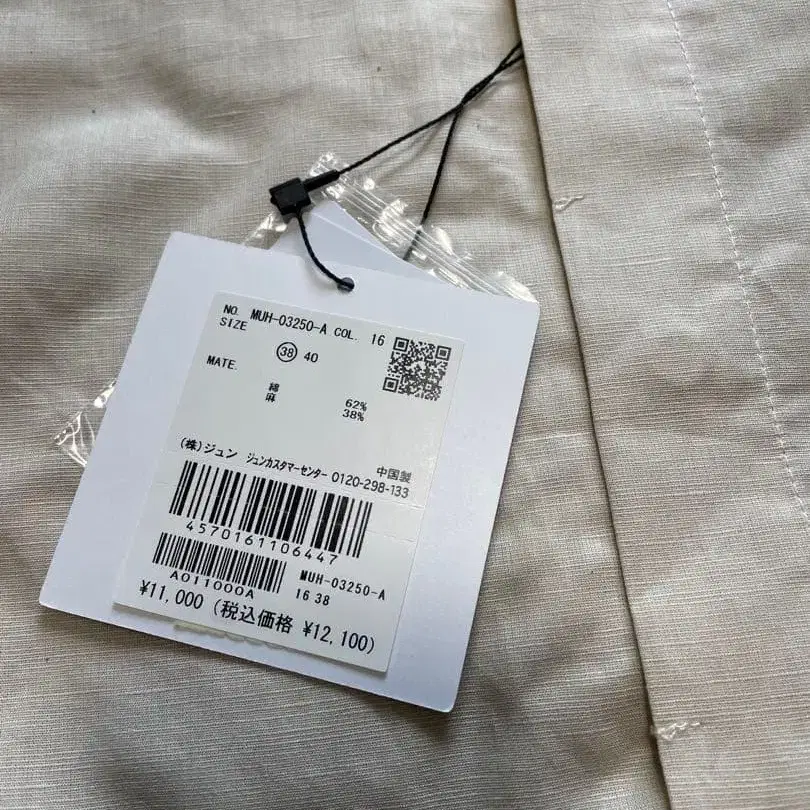 NO. MUH-03250-A COL. 16
SIZE
38 40
MATE.
綿 62%
麻 38%
中国製
(株)ジュン ジュンカスタマーセンター 0120-298-133
4570161106447
A011000A
MUH-03250-A
16 38
¥11,000 (税込価格 ¥12,100)